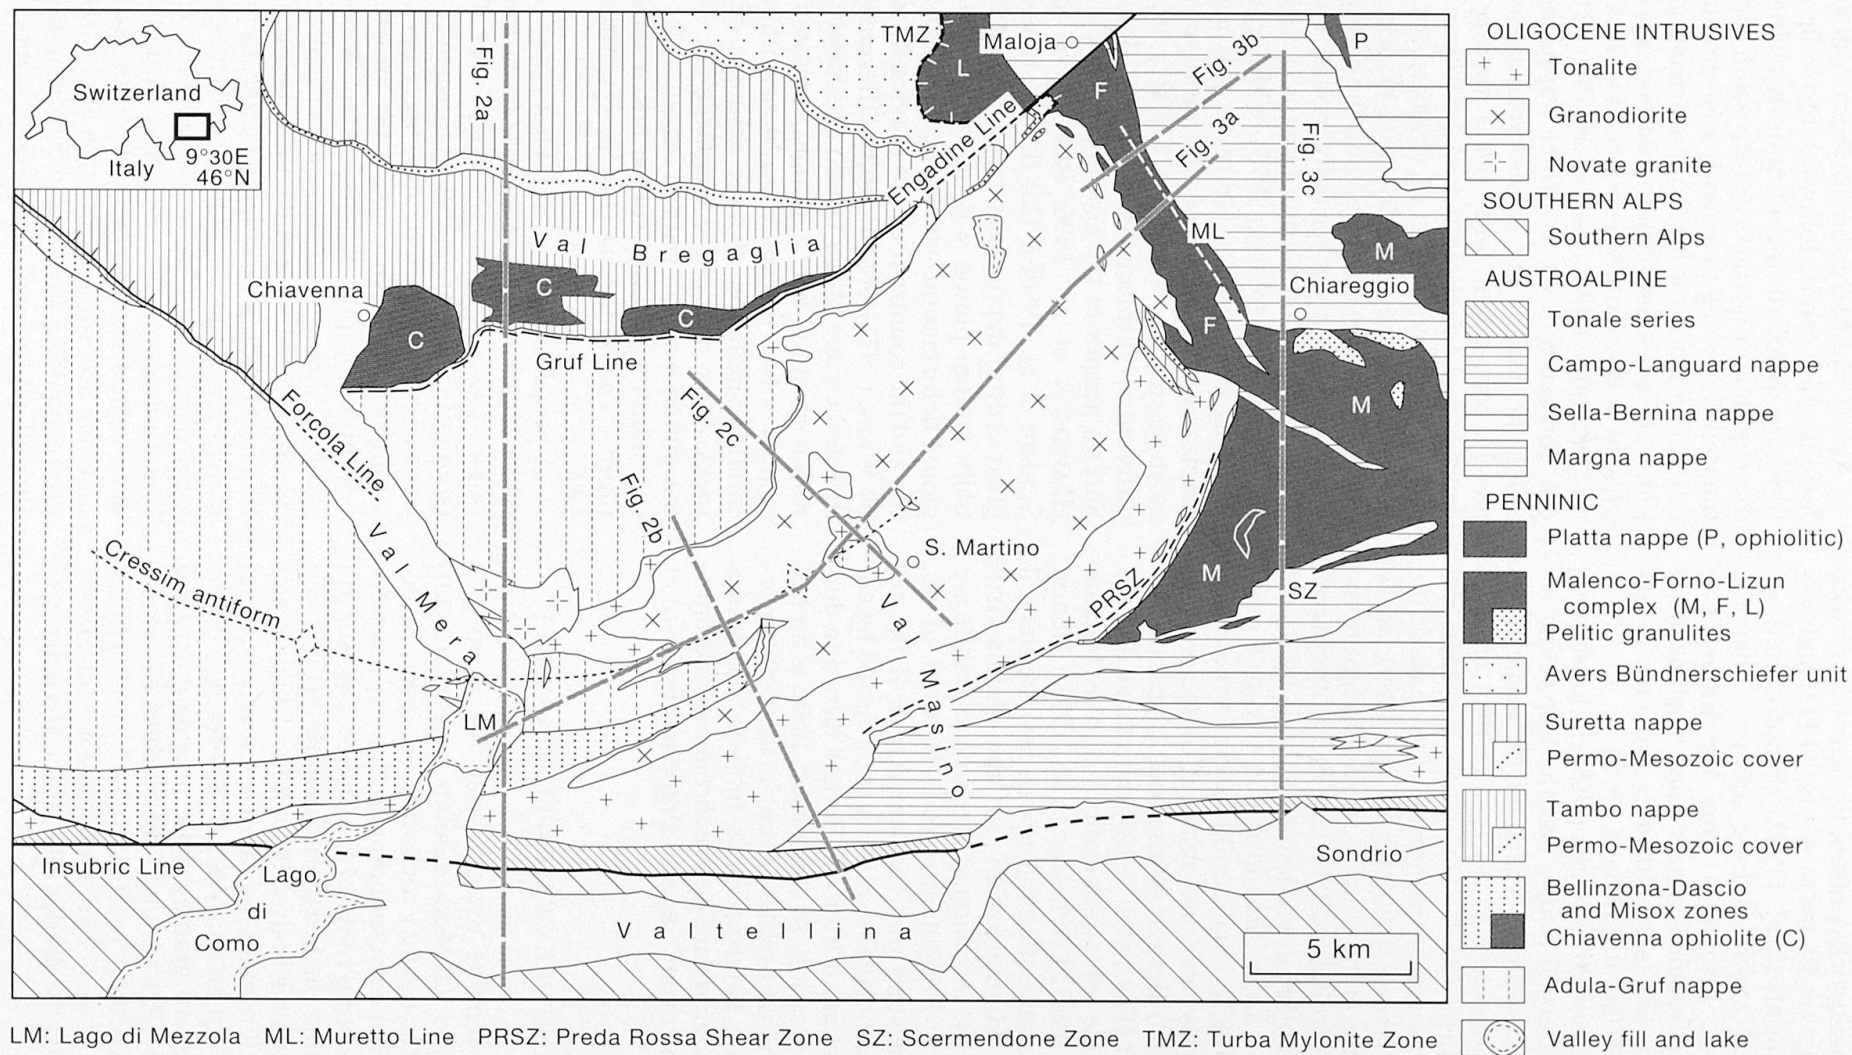 Switzerland
Italy
9°30E
46°N
Fig. 2a
TMZ
Maloja
L
P
F
Fig. 3b
Fig. 3a
Fig. 3c
Engadine Line
ML
M
Val Bregaglia
Chiavenna
C
C
C
Chiareggio
F
Gruf Line
Forcola Line
Fig. 2c
M
Fig. 2b
Val Mera
S. Martino
Cressim antiform
M
SZ
PRSZ
Val Masino
LM
Insubric Line
Lago
di
Como
Sondrio
Valtellina
5 km
OLIGOCENE INTRUSIVES
Tonalite
Granodiorite
Novate granite
SOUTHERN ALPS
Southern Alps
AUSTROALPINE
Tonale series
Campo-Languard nappe
Sella-Bernina nappe
Margna nappe
PENNINIC
Platta nappe (P, ophiolitic)
Malenco-Forno-Lizun
complex (M, F, L)
Pelitic granulites
Avers Bündnerschiefer unit
Suretta nappe
Permo-Mesozoic cover
Tambo nappe
Permo-Mesozoic cover
Bellinzona-Dascio
and Misox zones
Chiavenna ophiolite (C)
Adula-Gruf nappe
Valley fill and lake
LM: Lago di Mezzola ML: Muretto Line PRSZ: Preda Rossa Shear Zone SZ: Scermendone Zone TMZ: Turba Mylonite Zone